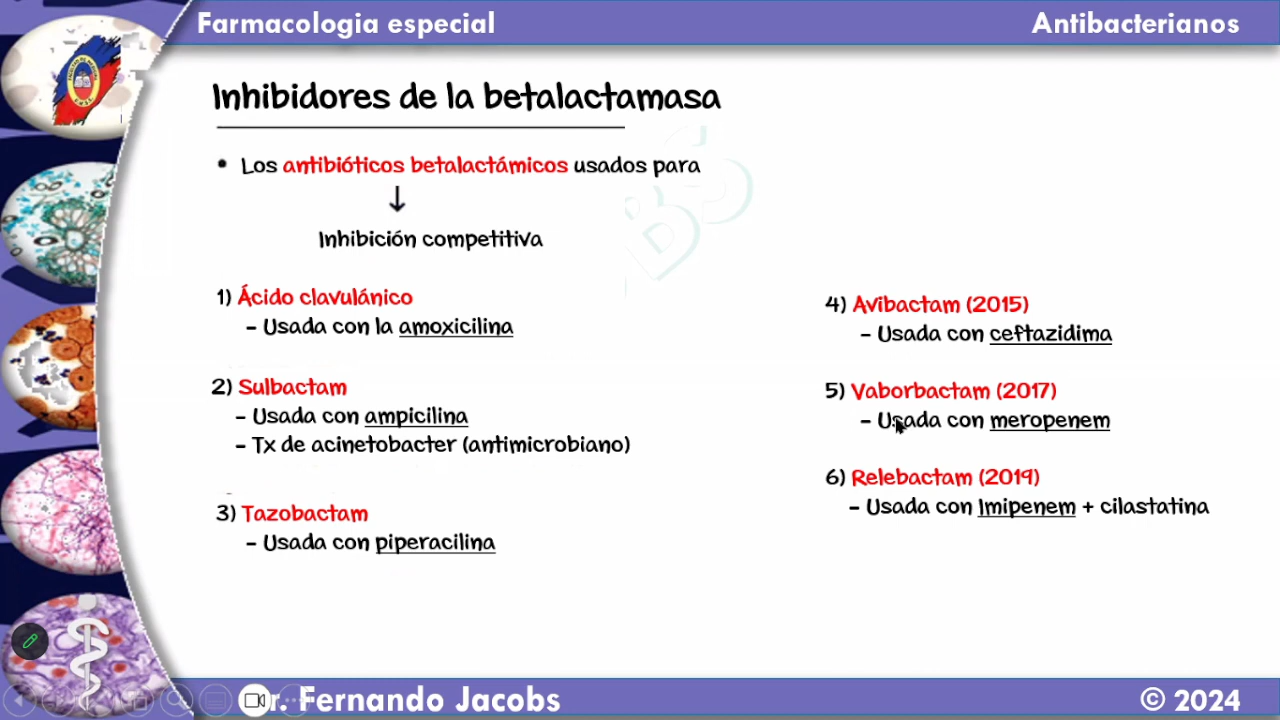 Farmacologia especial
Antibacterianos
Inhibidores de la betalactamasa
• Los antibióticos betalactámicos usados para
↓
Inhibición competitiva
1) Ácido clavulánico
- Usada con la amoxicilina
2) Sulbactam
- Usada con ampicilina
- Tx de acinetobacter (antimicrobiano)
3) Tazobactam
- Usada con piperacilina
4) Avibactam (2015)
- Usada con ceftazidima
5) Vaborbactam (2017)
- Usada con meropenem
6) Relebactam (2019)
- Usada con Imipenem + cilastatina
Fernando Jacobs
© 2024